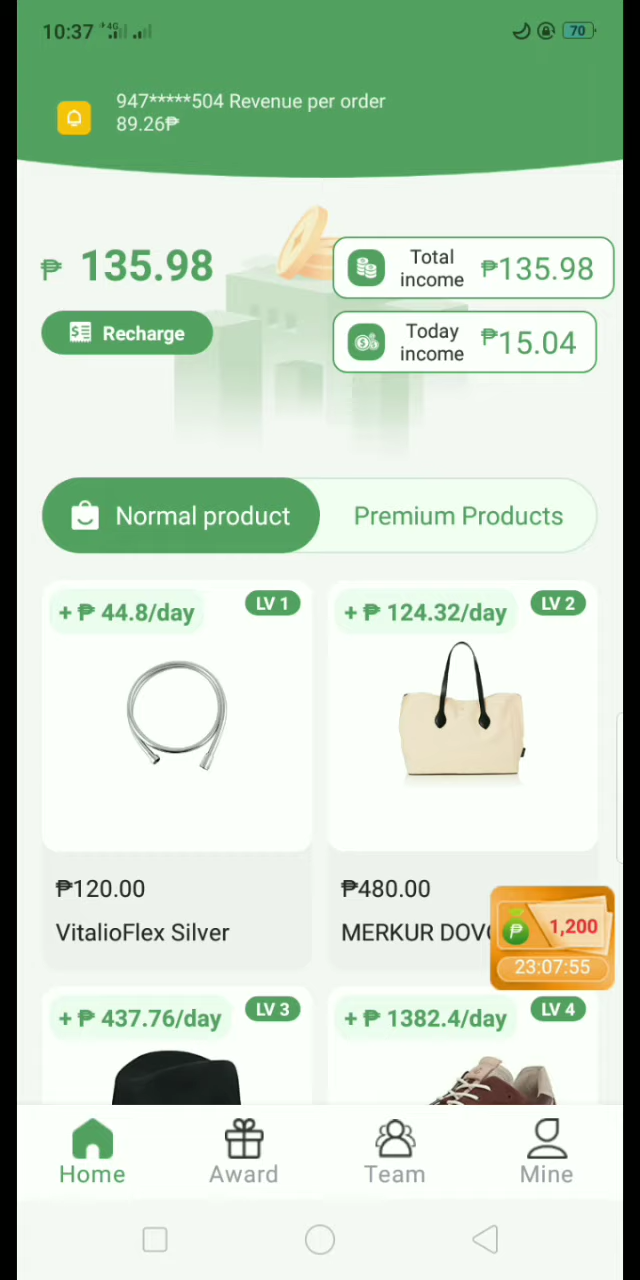 10:37 4G 70
947*****504 Revenue per order
89.26₱
₱ 135.98
Total
income ₱135.98
Recharge
Today
income ₱15.04
Normal product
Premium Products
+ ₱ 44.8/day LV 1
+ ₱ 124.32/day LV 2
₱120.00
VitalioFlex Silver
₱480.00
MERKUR DOVO
₱ 1,200
23:07:55
+ ₱ 437.76/day LV 3
+ ₱ 1382.4/day LV 4
Home
Award
Team
Mine